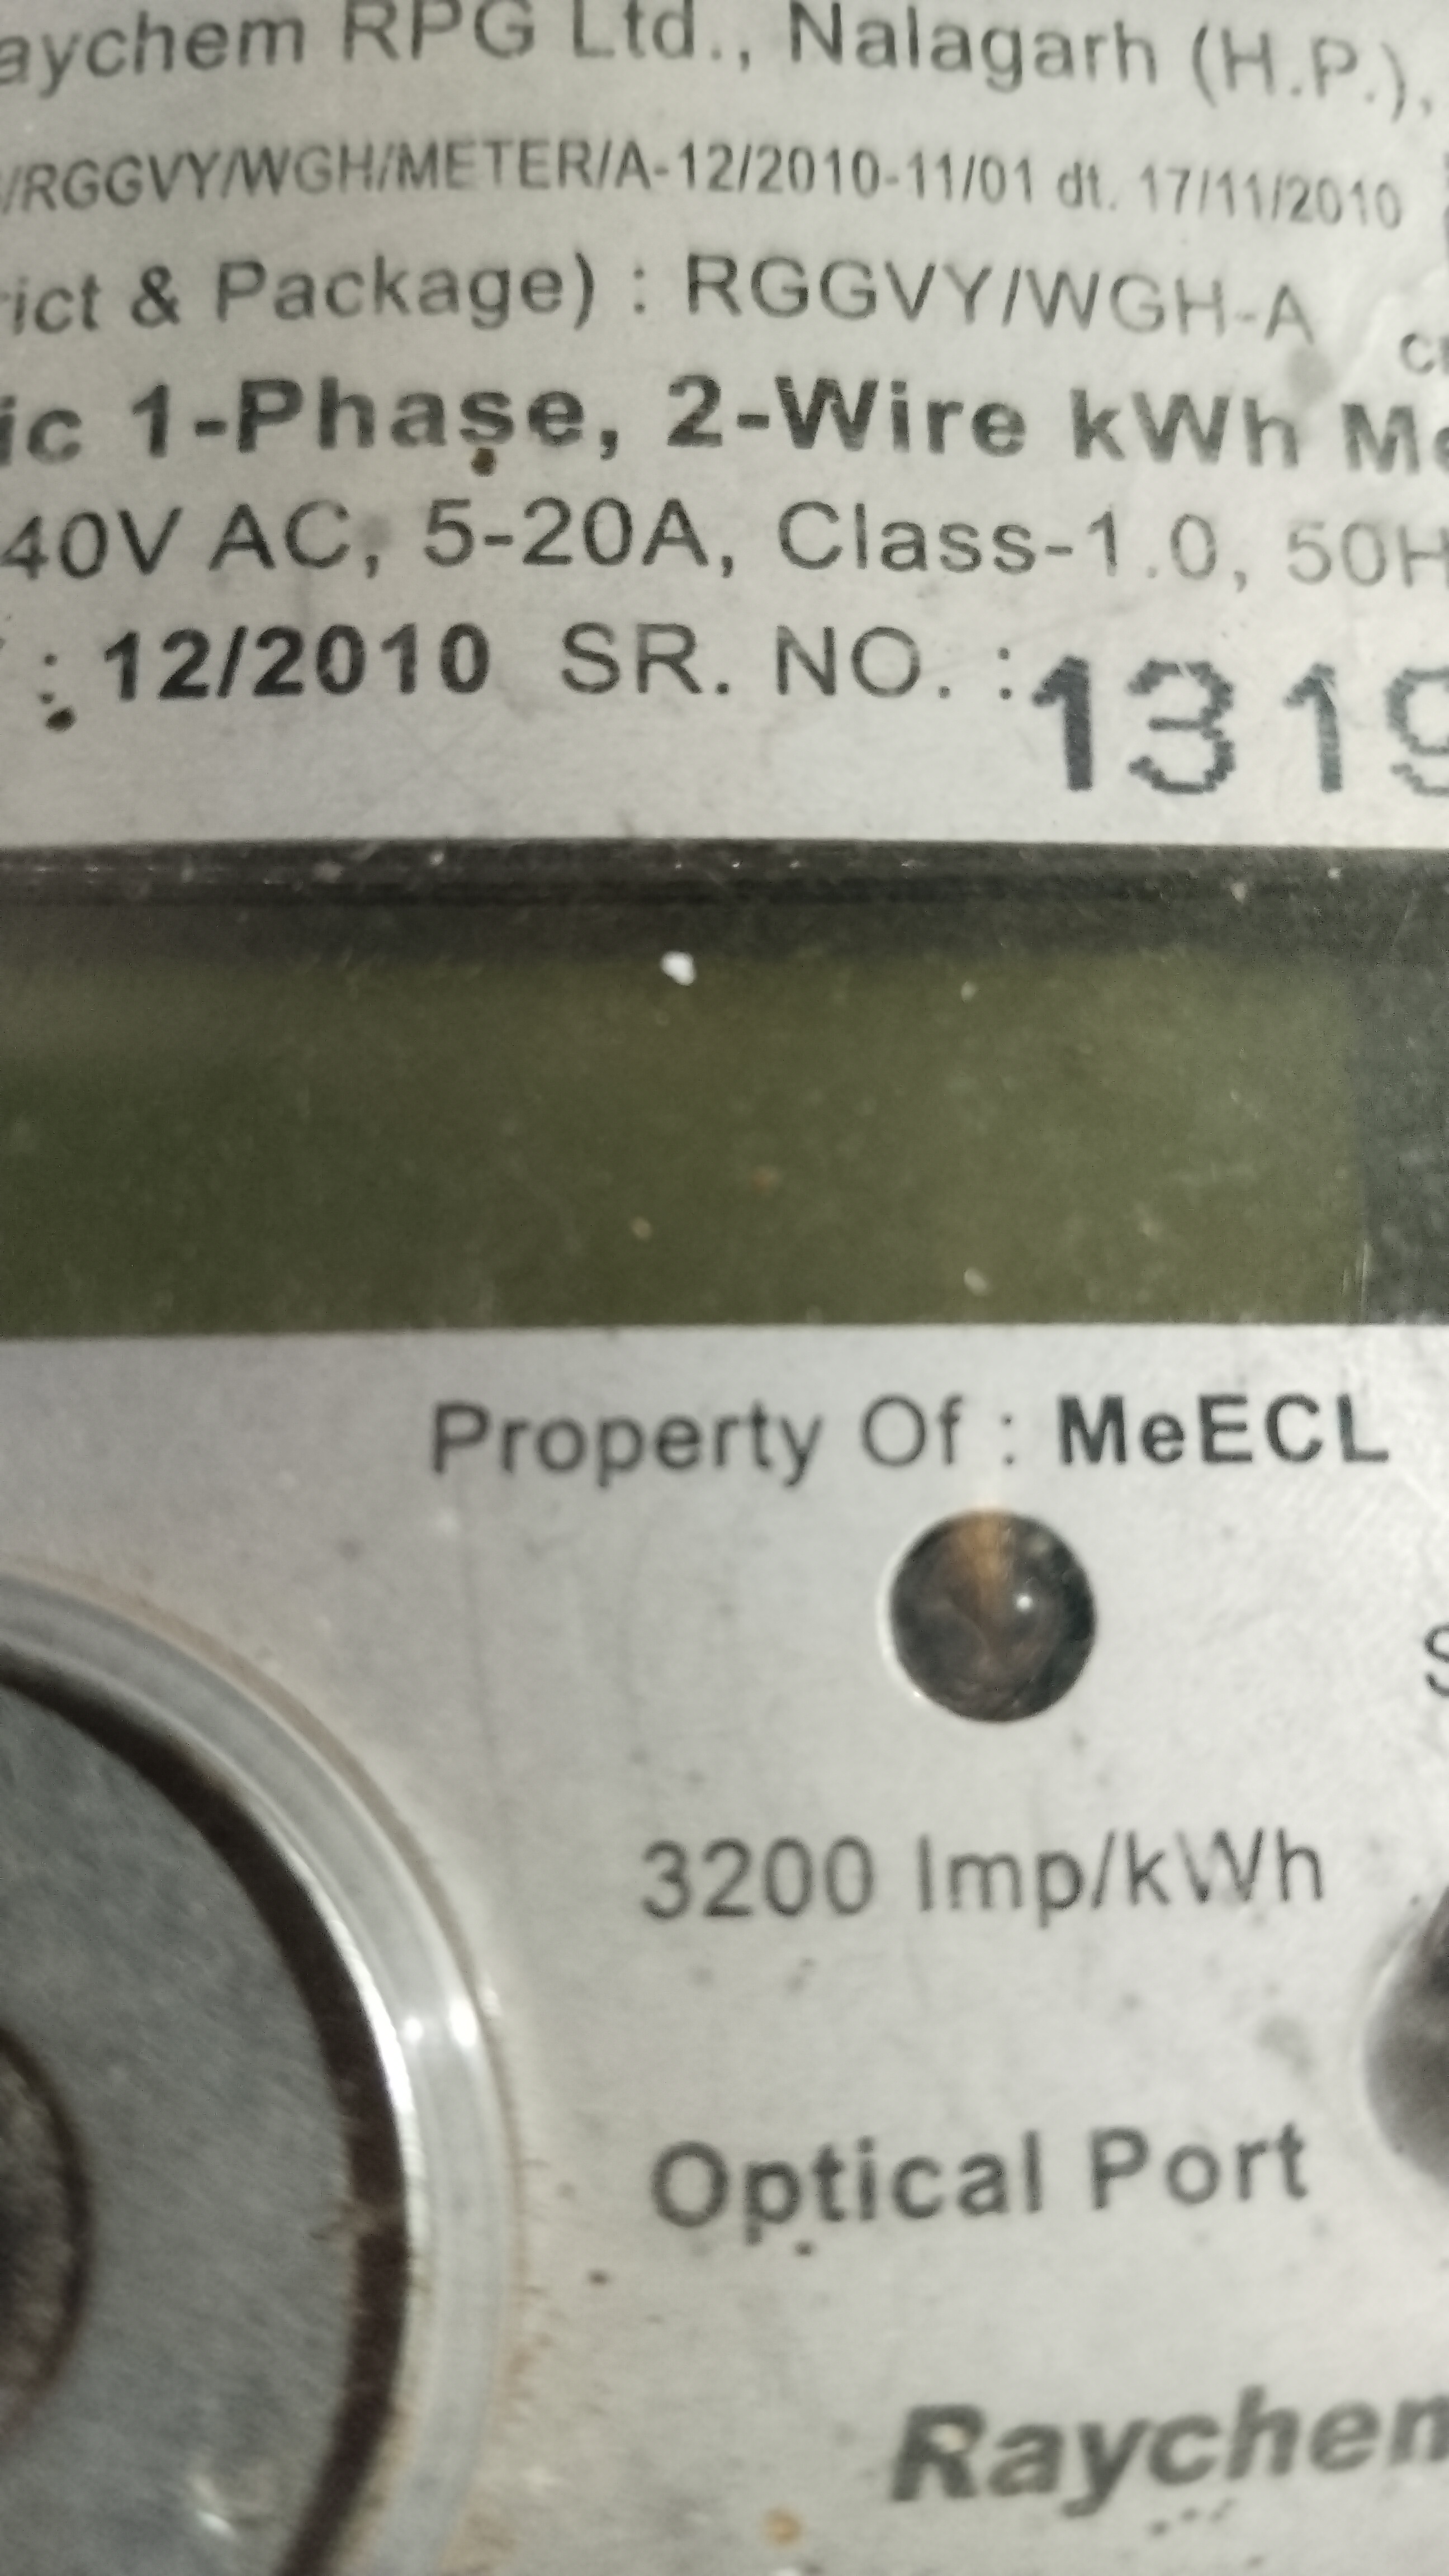 aychem RPG Ltd., Nalagarh (H.P.),
/RGGVY/WGH/METER/A-12/2010-11/01 dt. 17/11/2010
rict & Package) : RGGVY/WGH-A
ic 1-Phase, 2-Wire kWh Me
40V AC, 5-20A, Class-1.0, 50H
: 12/2010 SR. NO. :1319
Property Of : MeECL
3200 Imp/kWh
Optical Port
Raychem